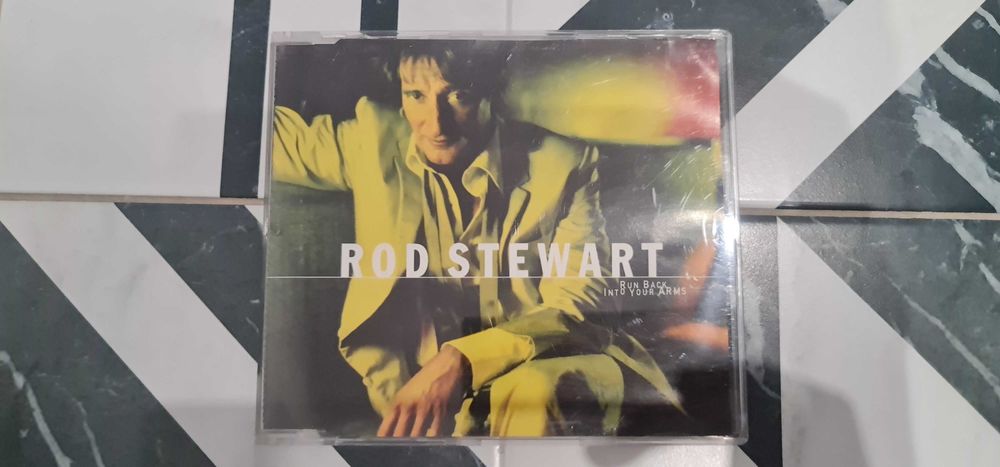 ROD STEWART
RUN BACK
INTO YOUR ARMS